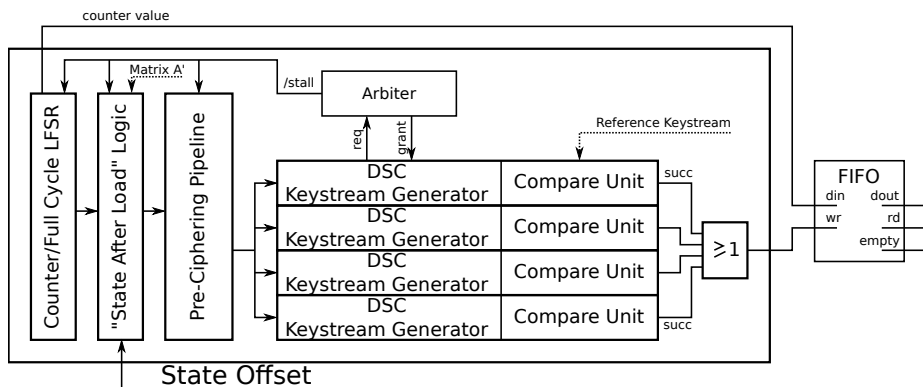 counter value
Matrix A'
/stall
Arbiter
req
grant
Reference Keystream
Counter/Full Cycle LFSR
"State After Load" Logic
Pre-Ciphering Pipeline
DSC
Keystream Generator
Compare Unit
succ
DSC
Keystream Generator
Compare Unit
DSC
Keystream Generator
Compare Unit
DSC
Keystream Generator
Compare Unit
succ
⩾1
FIFO
din
dout
wr
rd
empty
State Offset